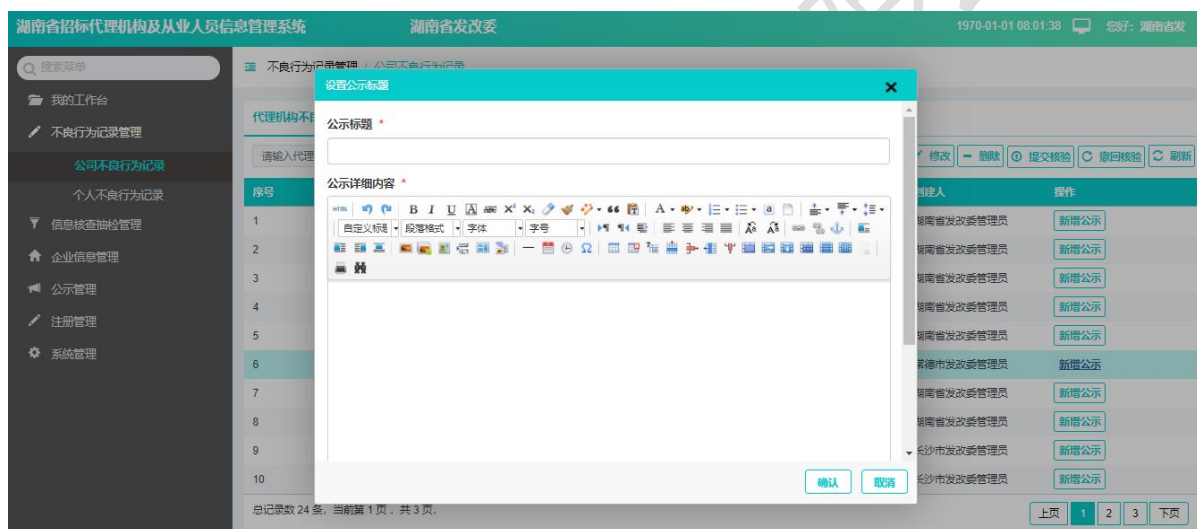 湖南省招标代理机构及从业人员信息管理系统 湖南省发改委 1970-01-01 08:01:38 您好: 湖南省发
搜索菜单
不良行为记录管理 / 公司不良行为记录
我的工作台
不良行为记录管理
公司不良行为记录
个人不良行为记录
信息核查抽检管理
企业信息管理
公示管理
注册管理
系统管理
代理机构不
请输入代理
修改 删除 提交核验 撤回核验 刷新
序号 创建人 操作
1 湖南省发改委管理员 新增公示
2 湖南省发改委管理员 新增公示
3 湖南省发改委管理员 新增公示
4 湖南省发改委管理员 新增公示
5 湖南省发改委管理员 新增公示
6 常德市发改委管理员 新增公示
7 湖南省发改委管理员 新增公示
8 湖南省发改委管理员 新增公示
9 长沙市发改委管理员 新增公示
10 长沙市发改委管理员 新增公示
总记录数 24 条, 当前第 1 页, 共 3 页,
上页 1 2 3 下页
设置公示标题
公示标题 *
公示详细内容 *
HTML B I U A ABC X² X₂
自定义标题 段落格式 字体 字号
确认 取消